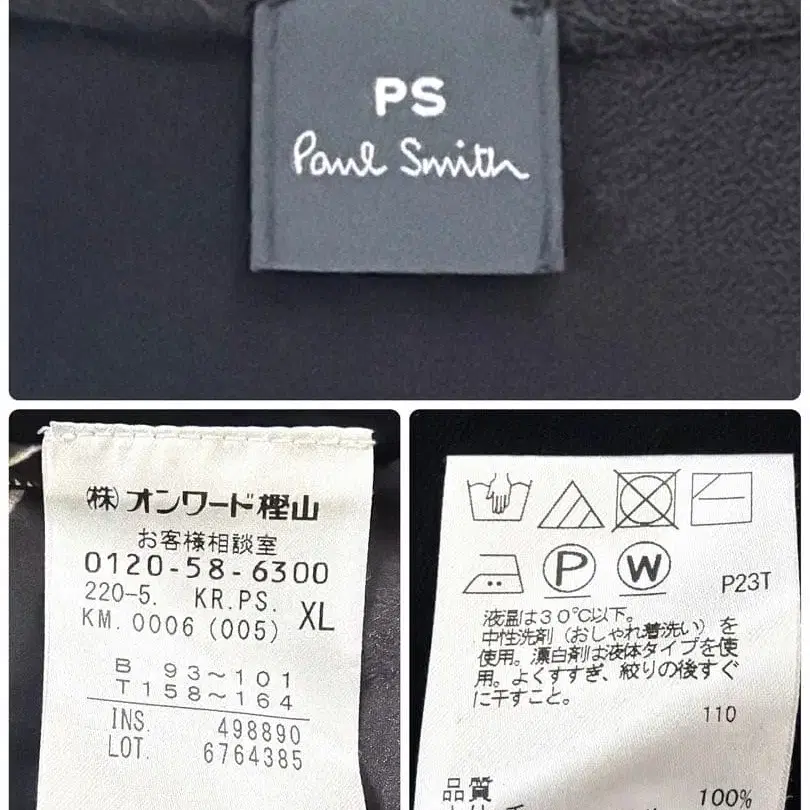 PS
Paul Smith
㈱オンワード樫山
お客様相談室
0120-58-6300
220-5. KR.PS. XL
KM.0006(005)
B 93～101
T158～164
INS. 498890
LOT. 6764385
P
W
P23T
液温は30℃以下。
中性洗剤（おしゃれ着洗い）を
使用。漂白剤は液体タイプを使
用。よくすすぎ、絞りの後すぐ
に干すこと。
110
品質
100%